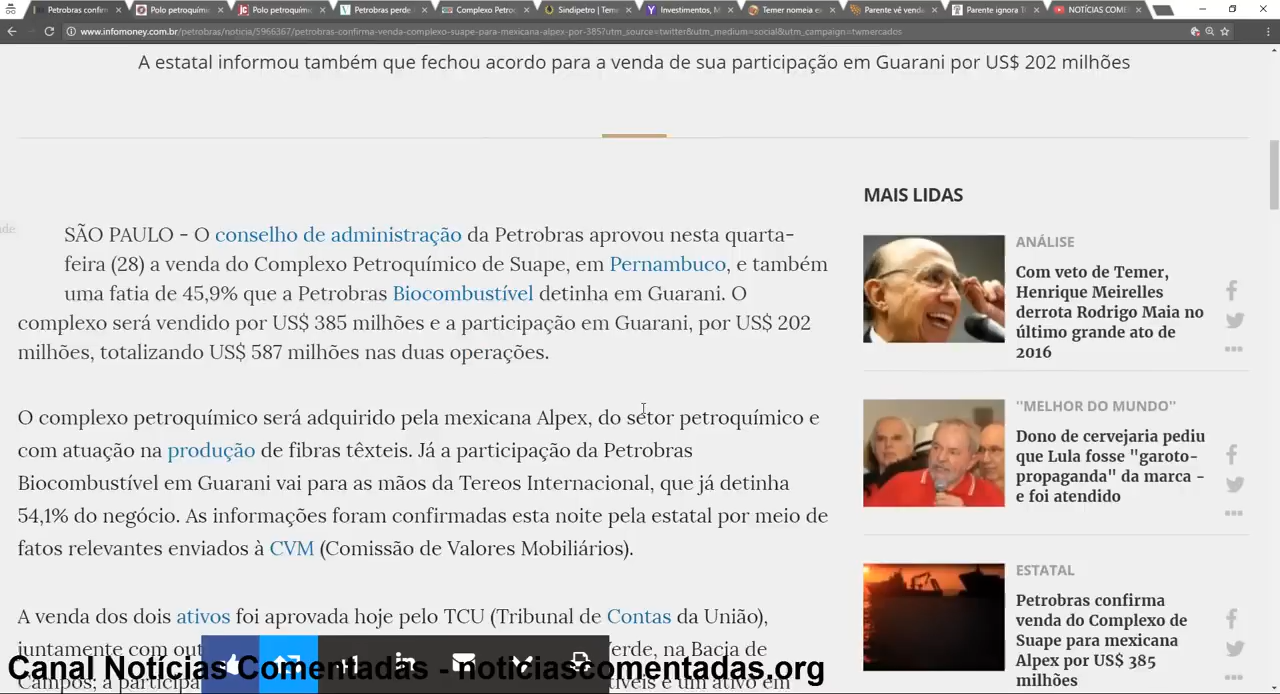 Petrobras confirm
Polo petroquím
Polo petroquím
Petrobras perde
Complexo Petroc
Sindipetro | Tem
Investimentos, M
Temer nomeia ex
Parente vê venda
Parente ignora T
NOTÍCIAS COME
www.infomoney.com.br/petrobras/noticia/5966367/petrobras-confirma-venda-complexo-suape-para-mexicana-alpex-por-385?utm_source=twitter&utm_medium=social&utm_campaign=twmercados
A estatal informou também que fechou acordo para a venda de sua participação em Guarani por US$ 202 milhões
SÃO PAULO - O conselho de administração da Petrobras aprovou nesta quarta-
feira (28) a venda do Complexo Petroquímico de Suape, em Pernambuco, e também
uma fatia de 45,9% que a Petrobras Biocombustível detinha em Guarani. O
complexo será vendido por US$ 385 milhões e a participação em Guarani, por US$ 202
milhões, totalizando US$ 587 milhões nas duas operações.
O complexo petroquímico será adquirido pela mexicana Alpex, do setor petroquímico e
com atuação na produção de fibras têxteis. Já a participação da Petrobras
Biocombustível em Guarani vai para as mãos da Tereos Internacional, que já detinha
54,1% do negócio. As informações foram confirmadas esta noite pela estatal por meio de
fatos relevantes enviados à CVM (Comissão de Valores Mobiliários).
A venda dos dois ativos foi aprovada hoje pelo TCU (Tribunal de Contas da União),
juntamente com out Verde, na Bacia de
Campos; a participa tíveis e um ativo em
MAIS LIDAS
ANÁLISE
Com veto de Temer,
Henrique Meirelles
derrota Rodrigo Maia no
último grande ato de
2016
"MELHOR DO MUNDO"
Dono de cervejaria pediu
que Lula fosse "garoto-
propaganda" da marca -
e foi atendido
ESTATAL
Petrobras confirma
venda do Complexo de
Suape para mexicana
Alpex por US$ 385
milhões
Canal Notícias Comentadas - noticiascomentadas.org